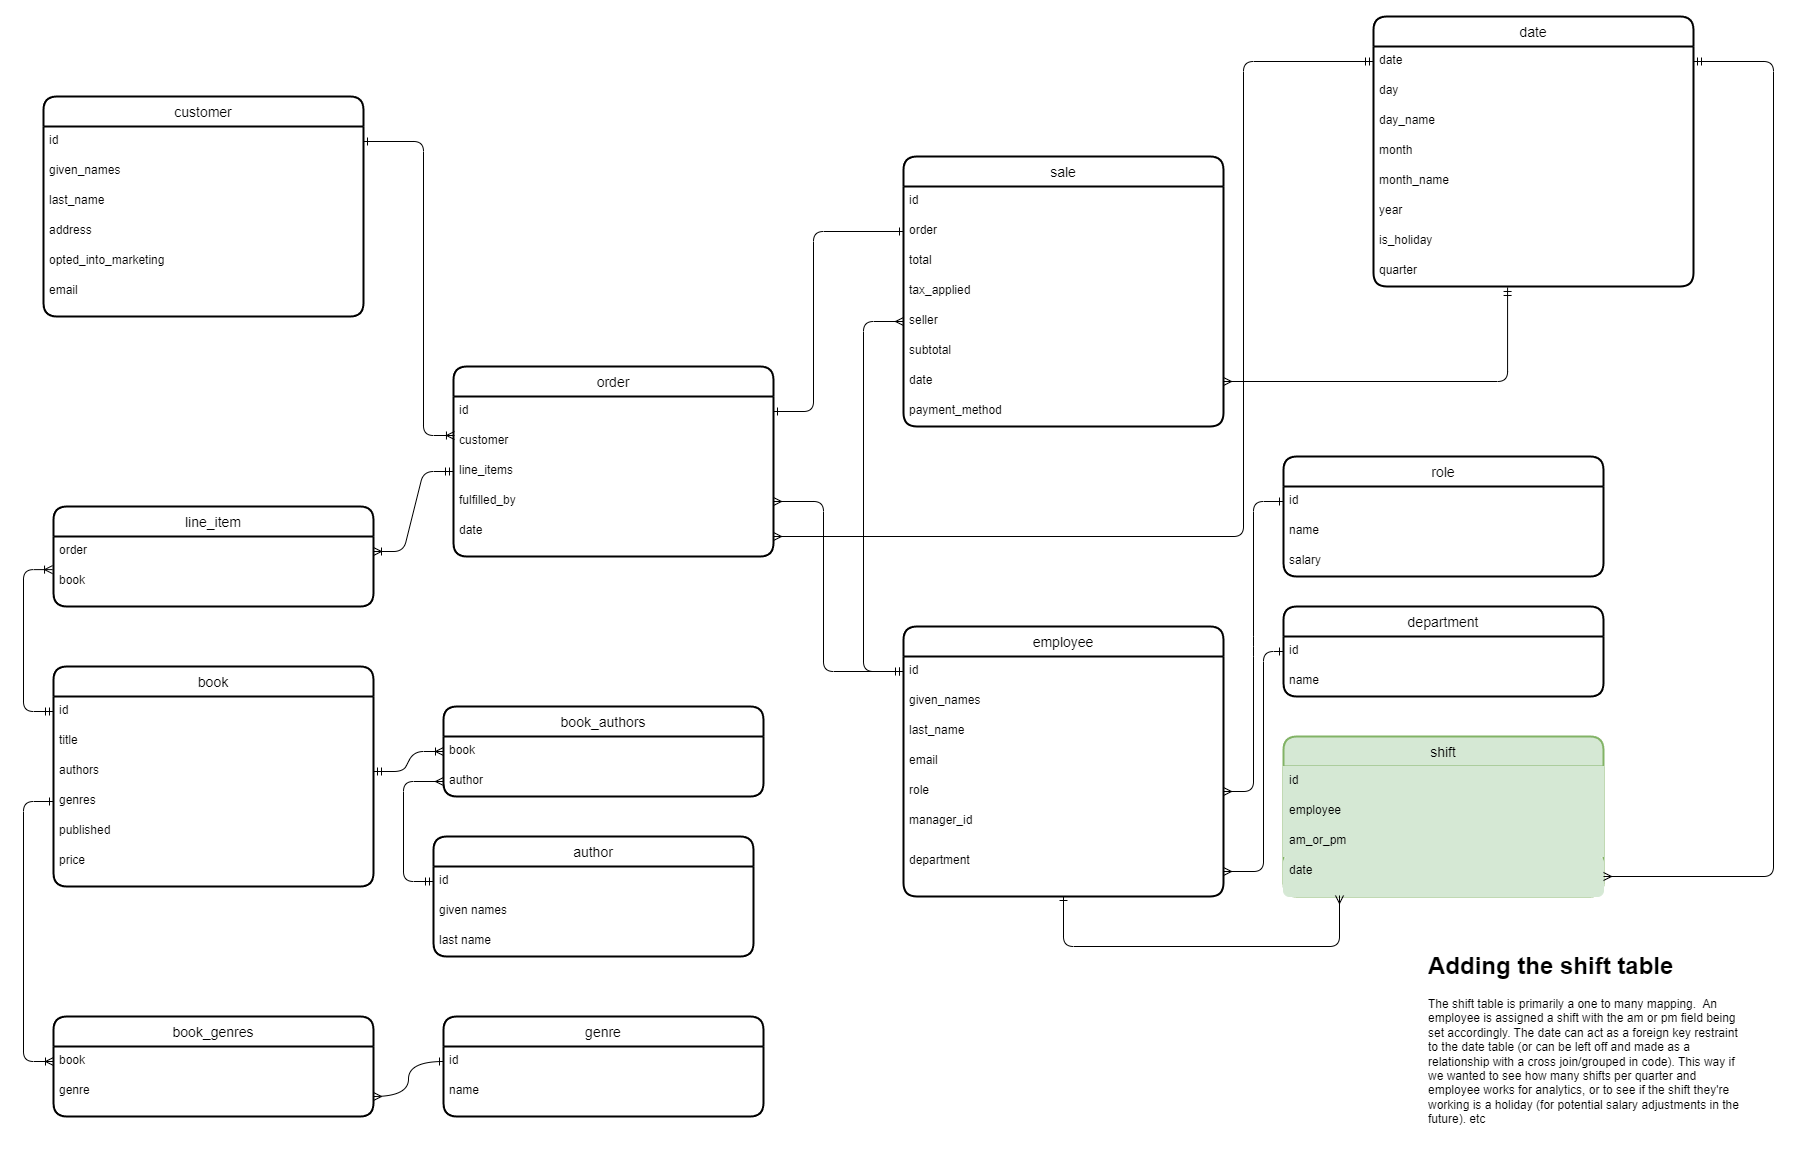 customer
id
given_names
last_name
address
opted_into_marketing
email
order
id
customer
line_items
fulfilled_by
date
sale
id
order
total
tax_applied
seller
subtotal
date
payment_method
date
date
day
day_name
month
month_name
year
is_holiday
quarter
line_item
order
book
book
id
title
authors
genres
published
price
book_authors
book
author
author
id
given names
last name
book_genres
book
genre
genre
id
name
employee
id
given_names
last_name
email
role
manager_id
department
role
id
name
salary
department
id
name
shift
id
employee
am_or_pm
date
Adding the shift table
The shift table is primarily a one to many mapping.  An
employee is assigned a shift with the am or pm field being
set accordingly. The date can act as a foreign key restraint
to the date table (or can be left off and made as a
relationship with a cross join/grouped in code). This way if
we wanted to see how many shifts per quarter and
employee works for analytics, or to see if the shift they're
working is a holiday (for potential salary adjustments in the
future). etc